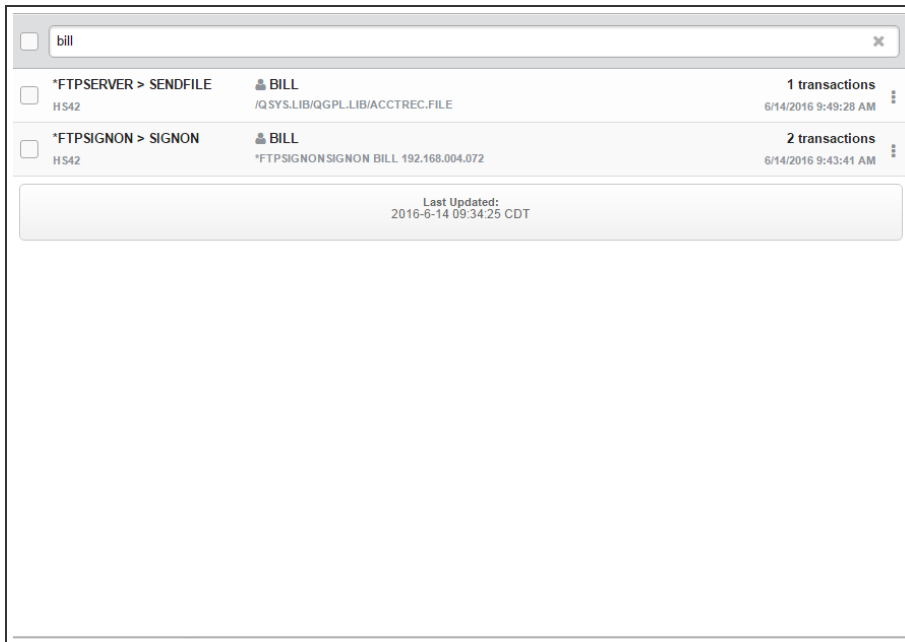 bill
*FTPSERVER > SENDFILE BILL 1 transactions
HS42 /QSYS.LIB/QGPL.LIB/ACCTREC.FILE 6/14/2016 9:49:28 AM
*FTPSIGNON > SIGNON BILL 2 transactions
HS42 *FTPSIGNONSIGNON BILL 192.168.004.072 6/14/2016 9:43:41 AM
Last Updated:
2016-6-14 09:34:25 CDT